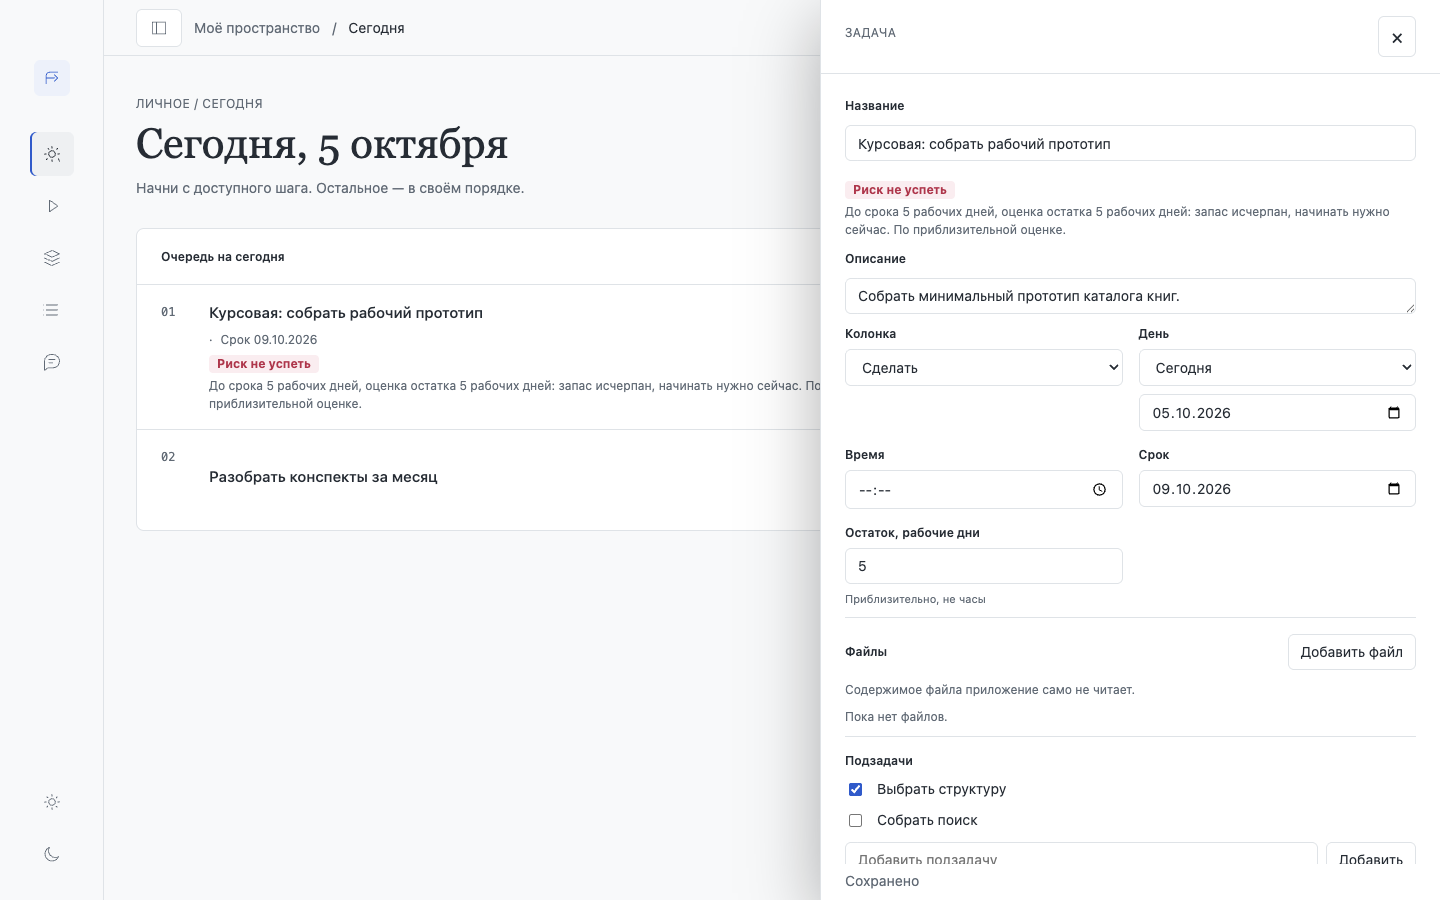 Моё пространство / Сегодня
ЛИЧНОЕ / СЕГОДНЯ
Сегодня, 5 октября
Начни с доступного шага. Остальное — в своём порядке.
Очередь на сегодня
01
Курсовая: собрать рабочий прототип
· Срок 09.10.2026
Риск не успеть
До срока 5 рабочих дней, оценка остатка 5 рабочих дней: запас исчерпан, начинать нужно сейчас. По
приблизительной оценке.
02
Разобрать конспекты за месяц
ЗАДАЧА
Название
Курсовая: собрать рабочий прототип
Риск не успеть
До срока 5 рабочих дней, оценка остатка 5 рабочих дней: запас исчерпан, начинать нужно
сейчас. По приблизительной оценке.
Описание
Собрать минимальный прототип каталога книг.
Колонка
Сделать
День
Сегодня
05.10.2026
Время
--:--
Срок
09.10.2026
Остаток, рабочие дни
5
Приблизительно, не часы
Файлы
Добавить файл
Содержимое файла приложение само не читает.
Пока нет файлов.
Подзадачи
Выбрать структуру
Собрать поиск
Добавить подзадачу
Добавить
Сохранено